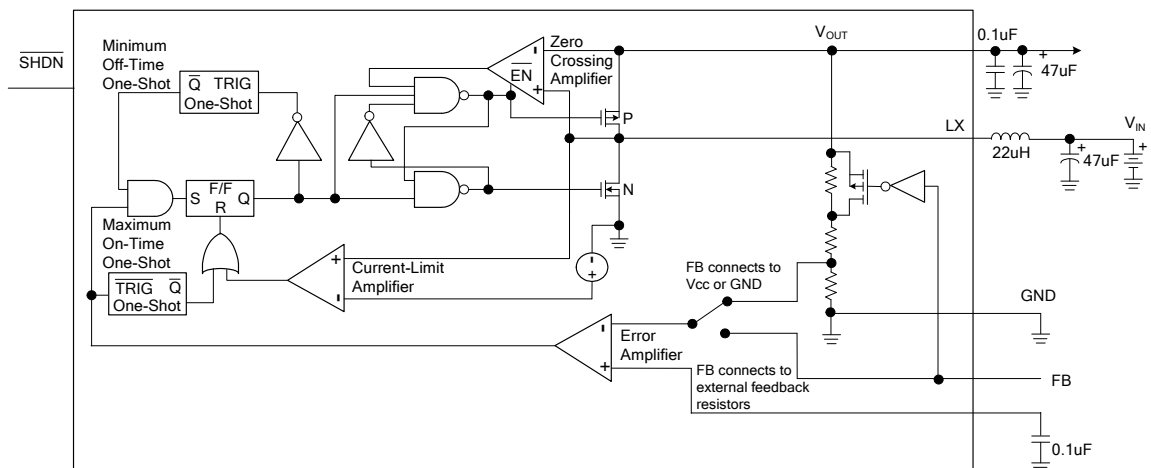 SHDN
Minimum
Off-Time
One-Shot
Q TRIG
One-Shot
Zero
Crossing
Amplifier
-
EN
+
P
N
VOUT
0.1uF
+
47uF
LX
22uH
+
47uF
VIN
+
S F/F Q
R
Maximum
On-Time
One-Shot
TRIG Q
One-Shot
+
-
Current-Limit
Amplifier
-
+
FB connects to
Vcc or GND
GND
-
+
Error
Amplifier
FB connects to
external feedback
resistors
FB
0.1uF